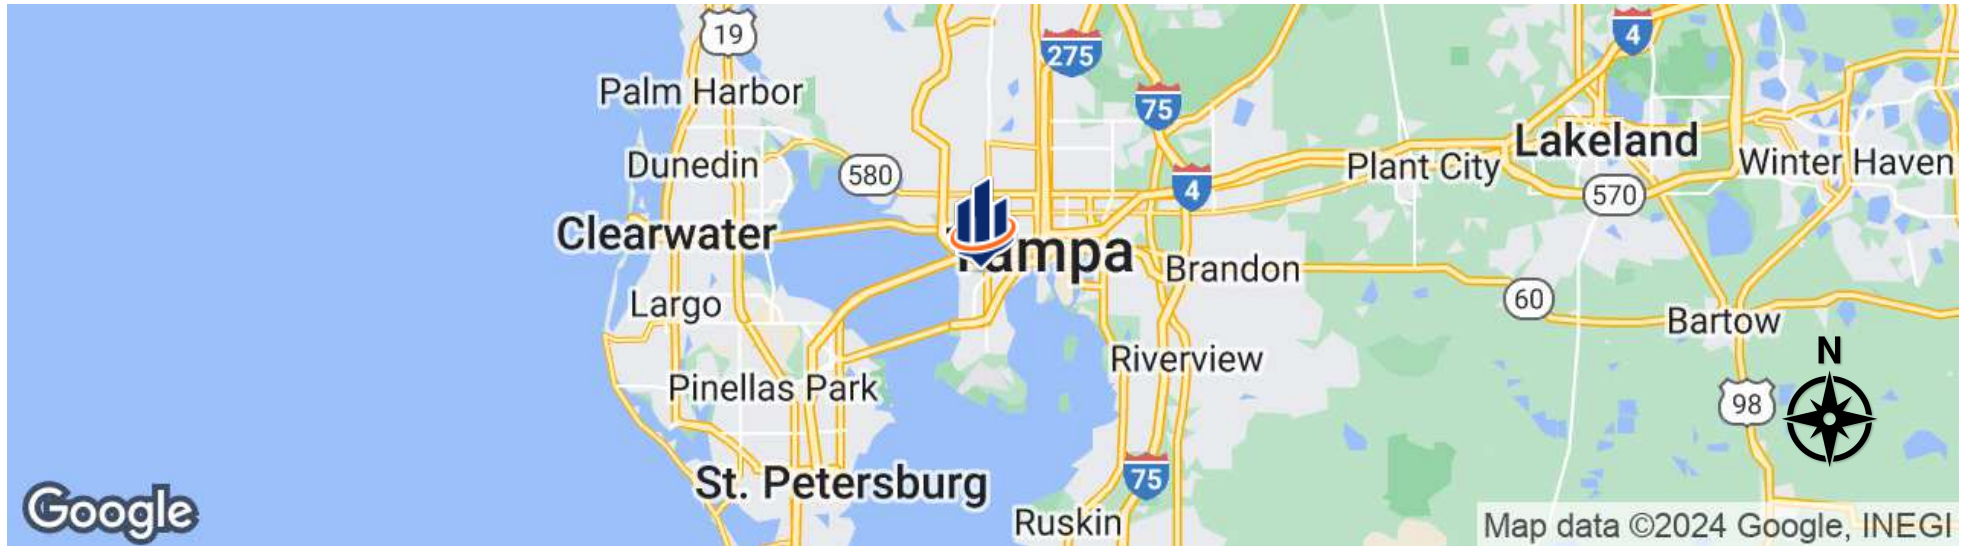 19
275
4
Palm Harbor
75
Lakeland
Dunedin
580
4
Plant City
Winter Haven
570
Clearwater
Tampa
Brandon
Largo
60
Bartow
N
Riverview
Pinellas Park
98
St. Petersburg
75
Ruskin
Google
Map data ©2024 Google, INEGI